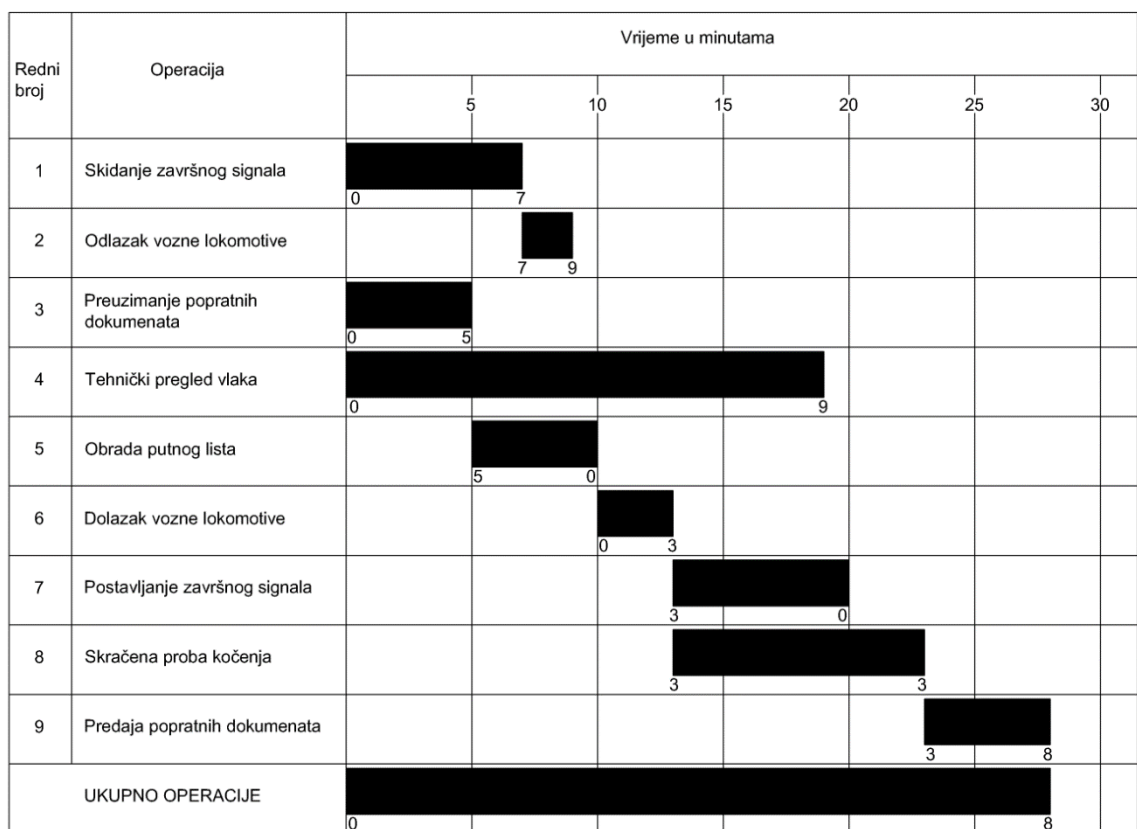 Redni
broj
Operacija
Vrijeme u minutama
5 10 15 20 25 30
1 Skidanje završnog signala
0 7
2 Odlazak vozne lokomotive
7 9
3 Preuzimanje popratnih
dokumenata
0 5
4 Tehnički pregled vlaka
0 9
5 Obrada putnog lista
5 0
6 Dolazak vozne lokomotive
0 3
7 Postavljanje završnog signala
3 0
8 Skračena proba kočenja
3 3
9 Predaja popratnih dokumenata
3 8
UKUPNO OPERACIJE
0 8